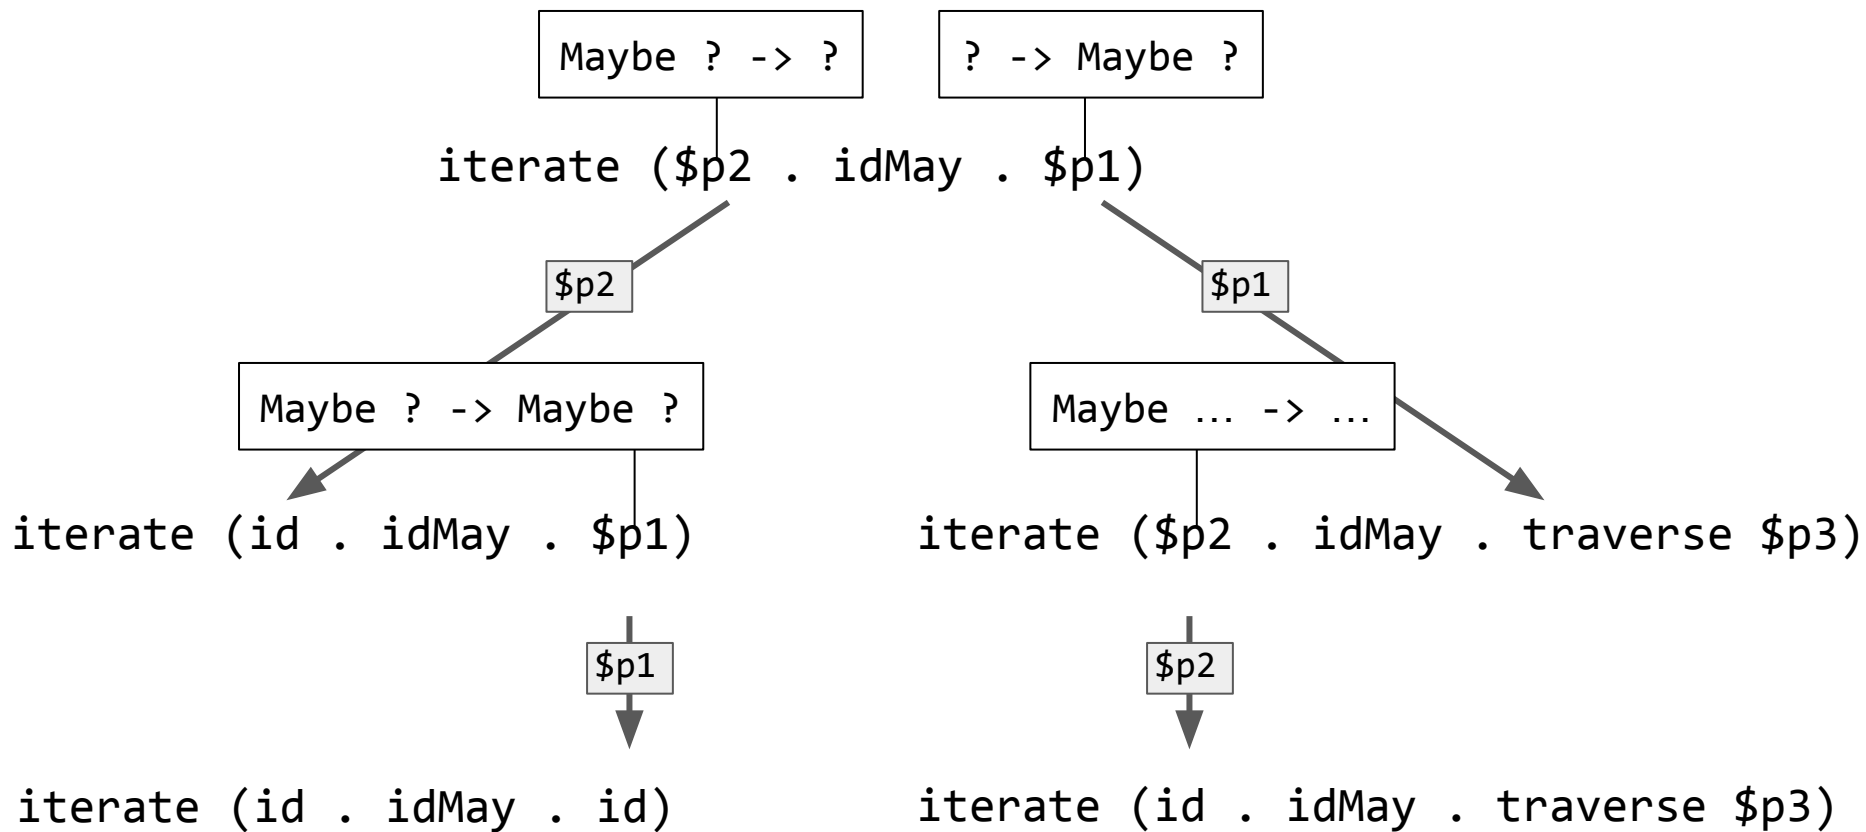 Maybe ? -> ?
? -> Maybe ?
iterate ($p2 . idMay . $p1)
$p2
$p1
Maybe ? -> Maybe ?
Maybe … -> …
iterate (id . idMay . $p1)
iterate ($p2 . idMay . traverse $p3)
$p1
$p2
iterate (id . idMay . id)
iterate (id . idMay . traverse $p3)